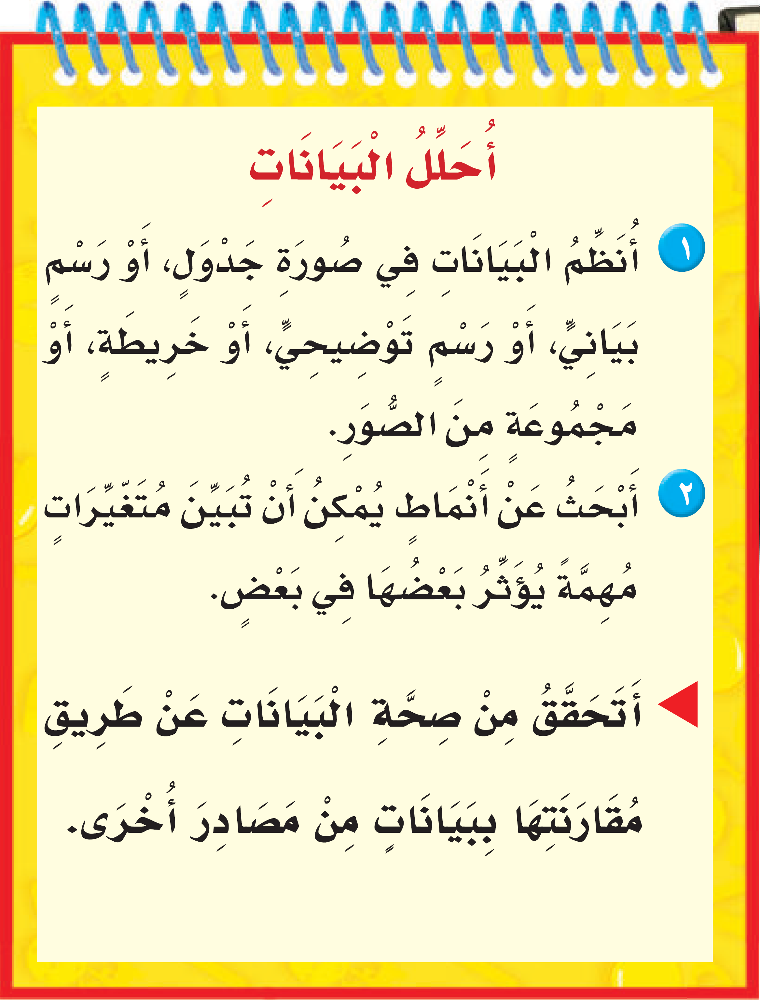 أُحَلِّلُ الْبَيَانَاتِ
١ أُنَظِّمُ الْبَيَانَاتِ فِي صُورَةِ جَدْوَلٍ، أَوْ رَسْمٍ
بَيَانِيٍّ، أَوْ رَسْمٍ تَوْضِيحِيٍّ، أَوْ خَرِيطَةٍ، أَوْ
مَجْمُوعَةٍ مِنَ الصُّوَرِ.
٢ أَبْحَثُ عَنْ أَنْمَاطٍ يُمْكِنُ أَنْ تُبَيِّنَ مُتَغّيِّرَاتٍ
مُهِمَّةً يُؤَثِّرُ بَعْضُهَا فِي بَعْضٍ.
أَتَحَقَّقُ مِنْ صِحَّةِ الْبَيَانَاتِ عَنْ طَرِيقِ
مُقَارَنَتِهَا بِبَيَانَاتٍ مِنْ مَصَادِرَ أُخْرَى.